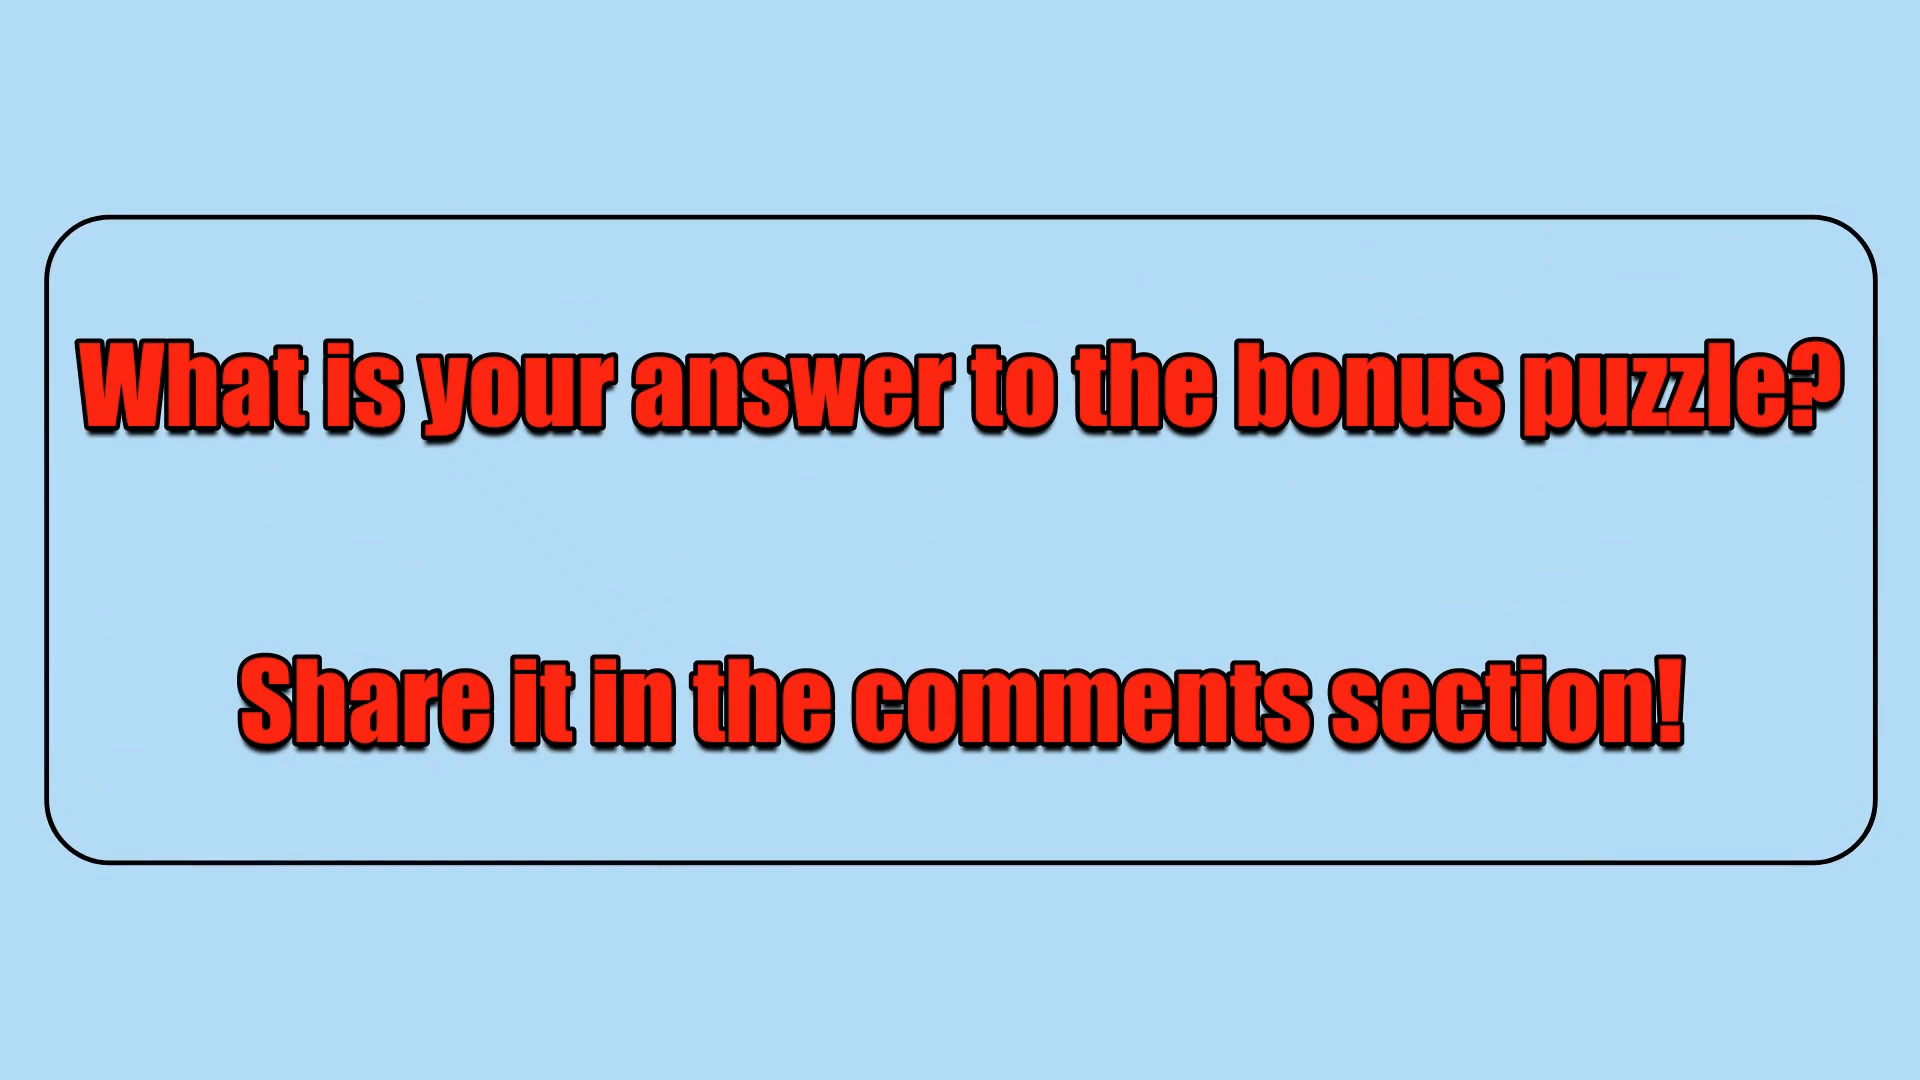 What is your answer to the bonus puzzle?
Share it in the comments section!